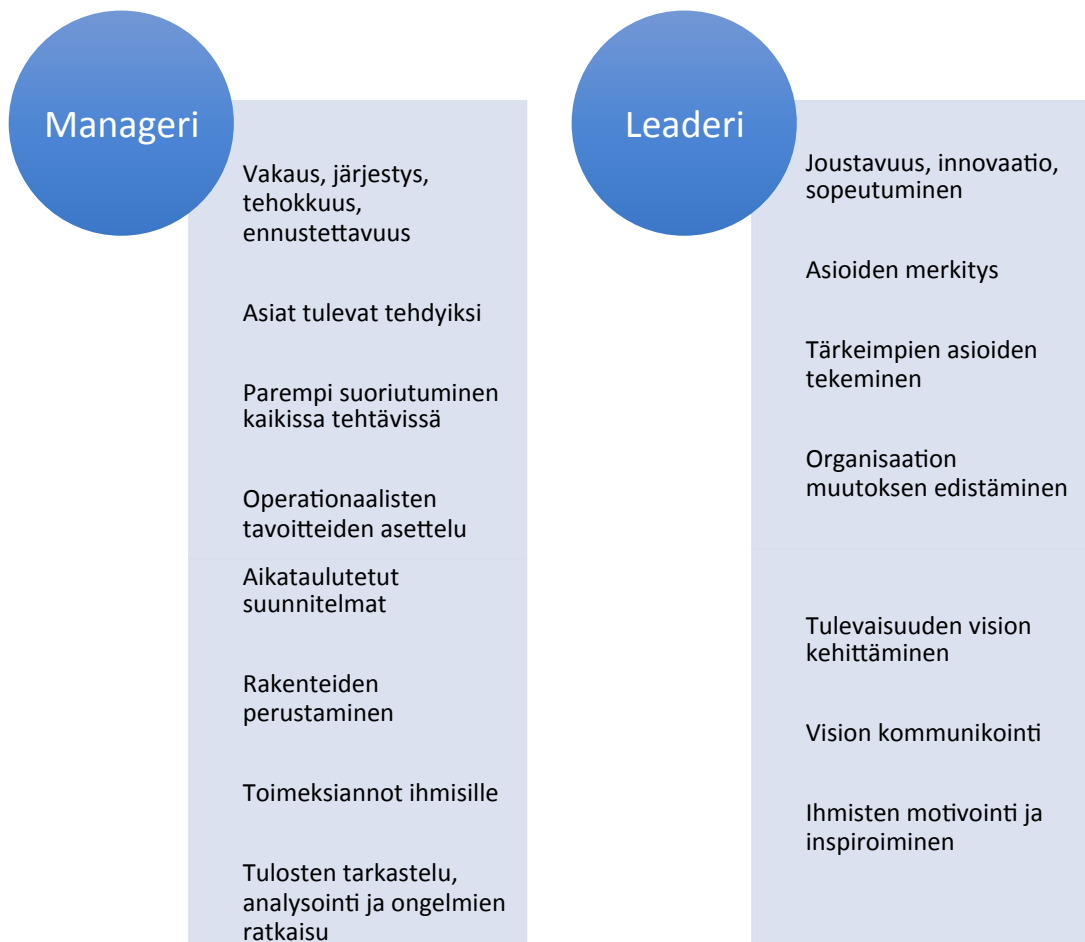 Manageri
Vakaus, järjestys,
tehokkuus,
ennustettavuus
Asiat tulevat tehdyiksi
Parempi suoriutuminen
kaikissa tehtävissä
Operationaalisten
tavoitteiden asettelu
Aikataulutetut
suunnitelmat
Rakenteiden
perustaminen
Toimeksiannot ihmisille
Tulosten tarkastelu,
analysointi ja ongelmien
ratkaisu
Leaderi
Joustavuus, innovaatio,
sopeutuminen
Asioiden merkitys
Tärkeimpien asioiden
tekeminen
Organisaation
muutoksen edistäminen
Tulevaisuuden vision
kehittäminen
Vision kommunikointi
Ihmisten motivointi ja
inspiroiminen